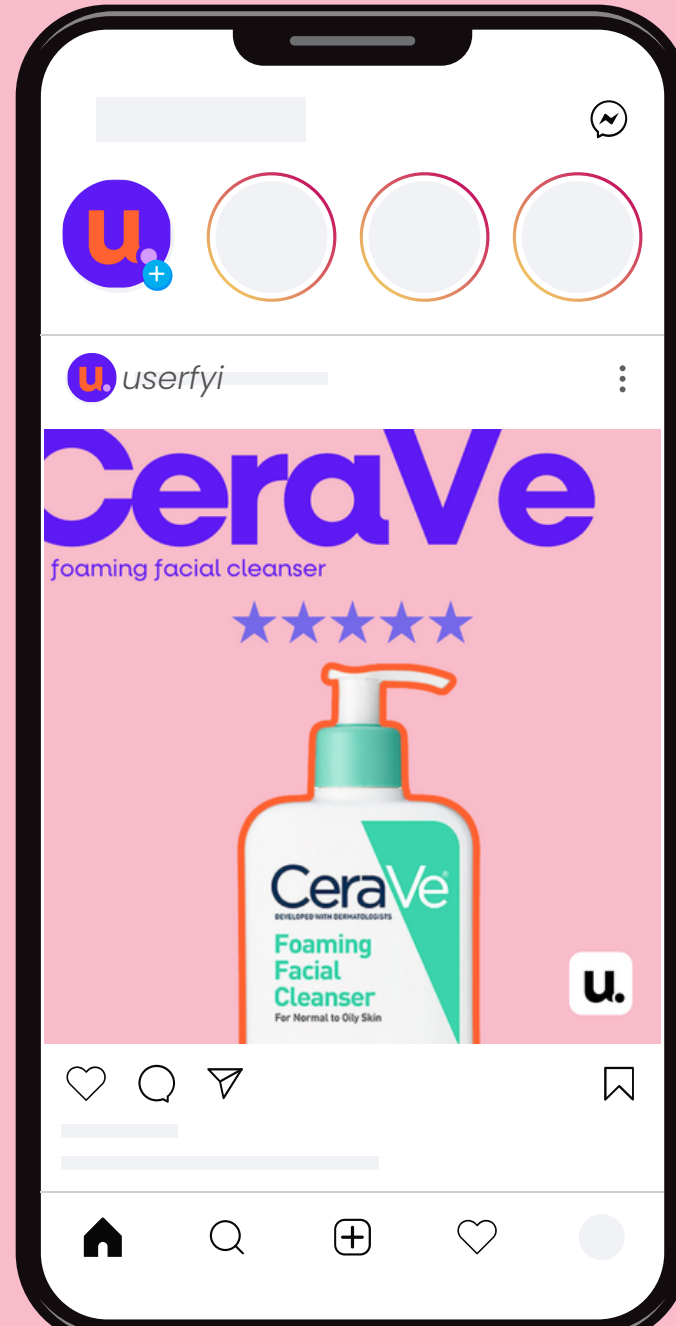 u.
u. userfyi
CeraVe
foaming facial cleanser
CeraVe®
DEVELOPED WITH DERMATOLOGISTS
Foaming
Facial
Cleanser
For Normal to Oily Skin
u.